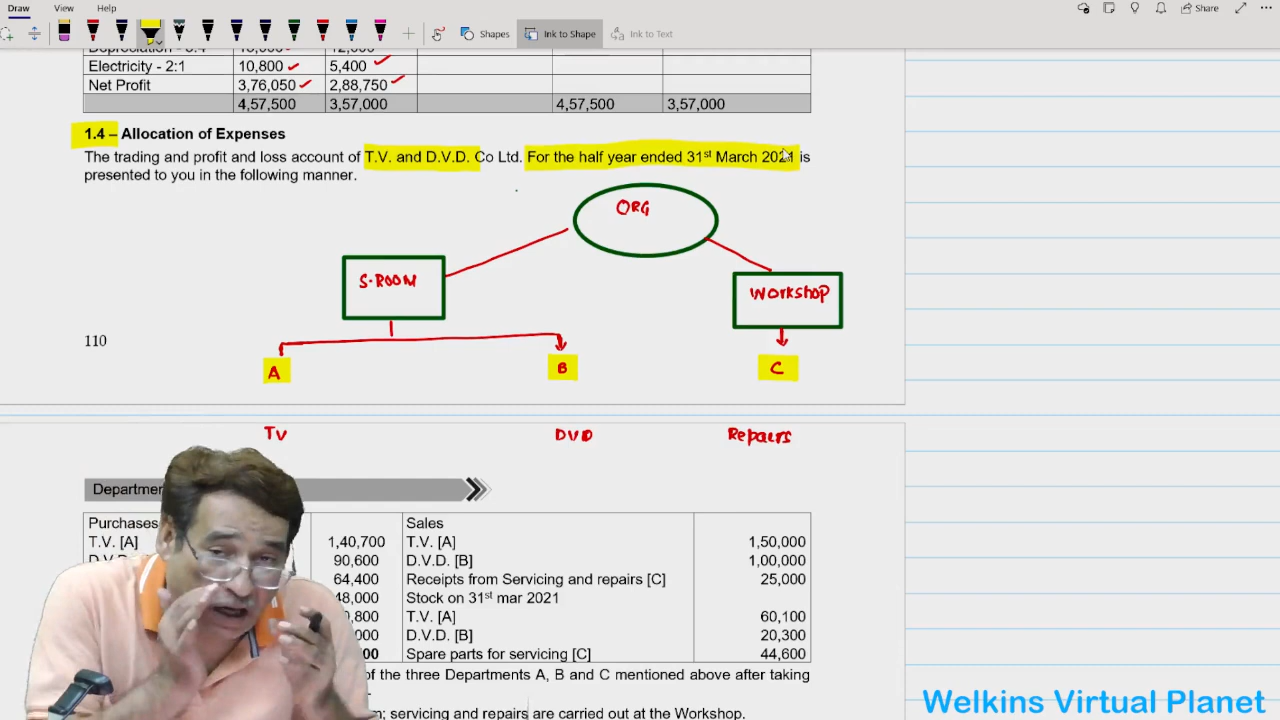 Draw View Help
Share
Shapes Ink to Shape Ink to Text
Electricity - 2:1 10,800 5,400
Net Profit 3,76,050 2,88,750
4,57,500 3,57,000 4,57,500 3,57,000
1.4 – Allocation of Expenses
The trading and profit and loss account of T.V. and D.V.D. Co Ltd. For the half year ended 31st March 2021 is
presented to you in the following manner.
ORG
S.ROOM
WORKSHOP
110
A B C
TV DVD Repairs
Departmen
Purchases Sales
T.V. [A] 1,40,700 T.V. [A] 1,50,000
90,600 D.V.D. [B] 1,00,000
64,400 Receipts from Servicing and repairs [C] 25,000
48,000 Stock on 31st mar 2021
T.V. [A] 60,100
D.V.D. [B] 20,300
Spare parts for servicing [C] 44,600
of the three Departments A, B and C mentioned above after taking
servicing and repairs are carried out at the Workshop.
Welkins Virtual Planet